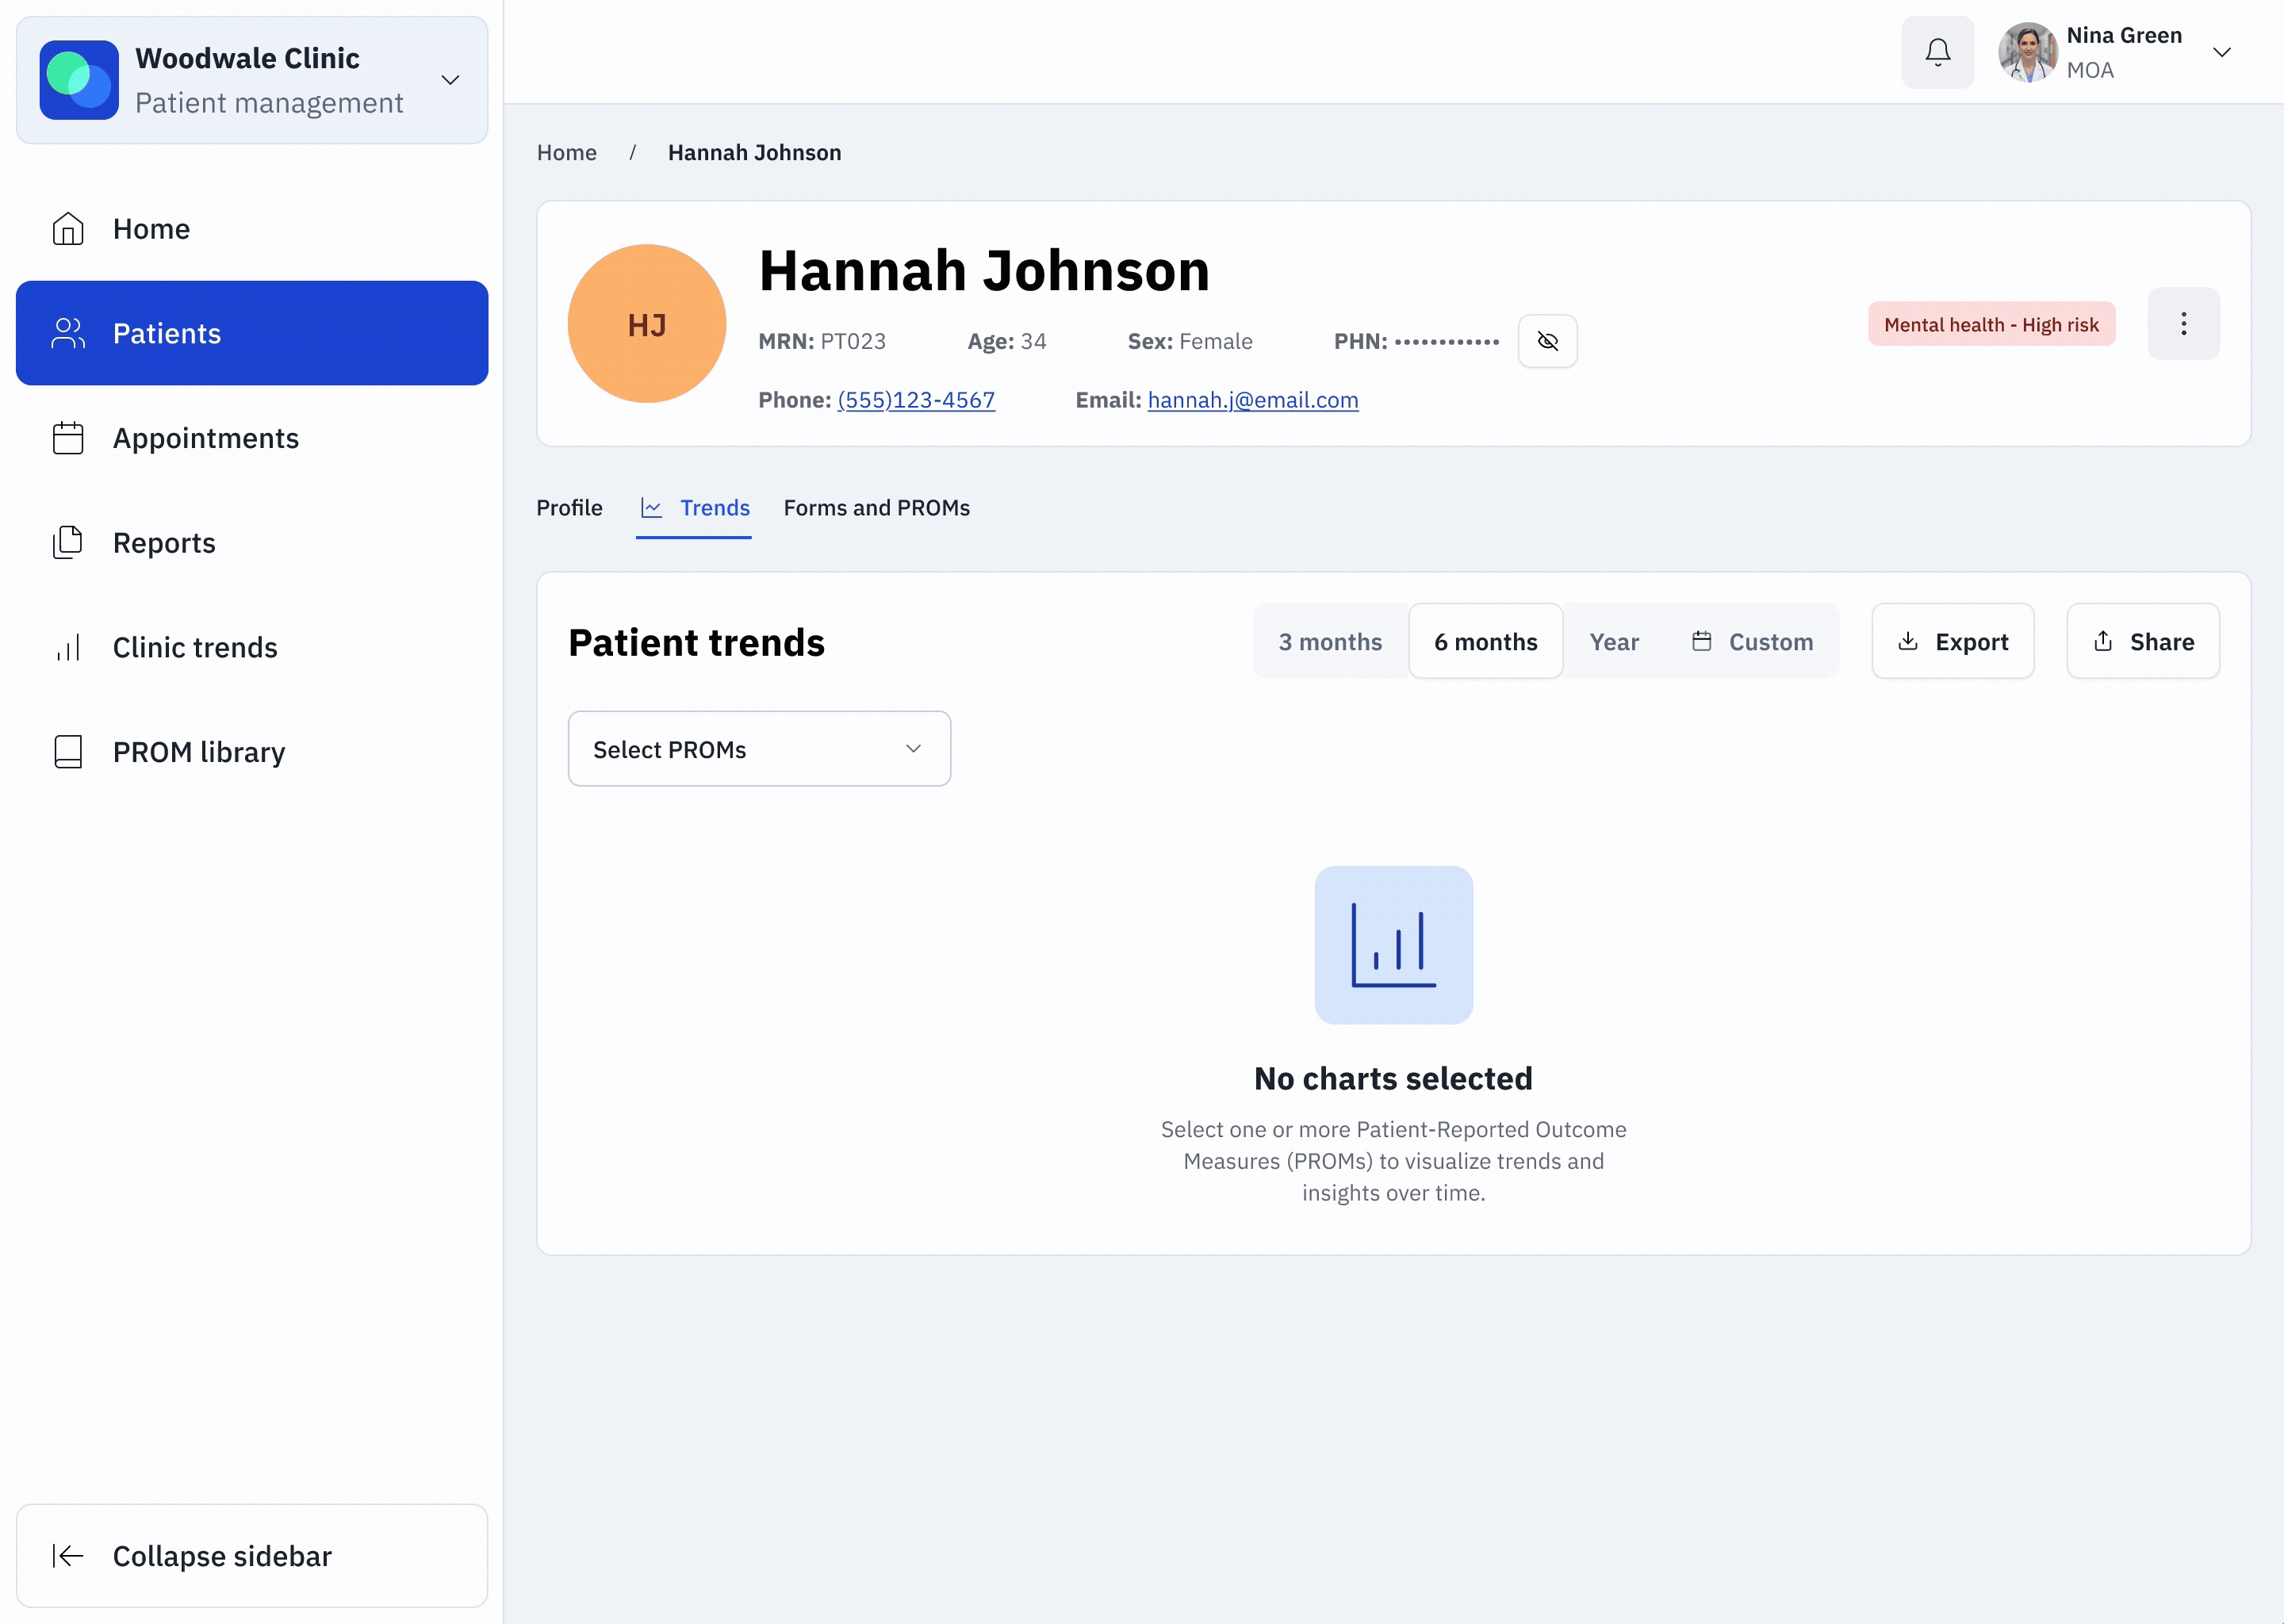 Woodwale Clinic
Patient management
Home
Patients
Appointments
Reports
Clinic trends
PROM library
Collapse sidebar
Nina Green
MOA
Home / Hannah Johnson
HJ
Hannah Johnson
MRN: PT023 Age: 34 Sex: Female PHN: ••••••••••••
Phone: (555)123-4567 Email: hannah.j@email.com
Mental health - High risk
Profile Trends Forms and PROMs
Patient trends
3 months 6 months Year Custom Export Share
Select PROMs
No charts selected
Select one or more Patient-Reported Outcome
Measures (PROMs) to visualize trends and
insights over time.